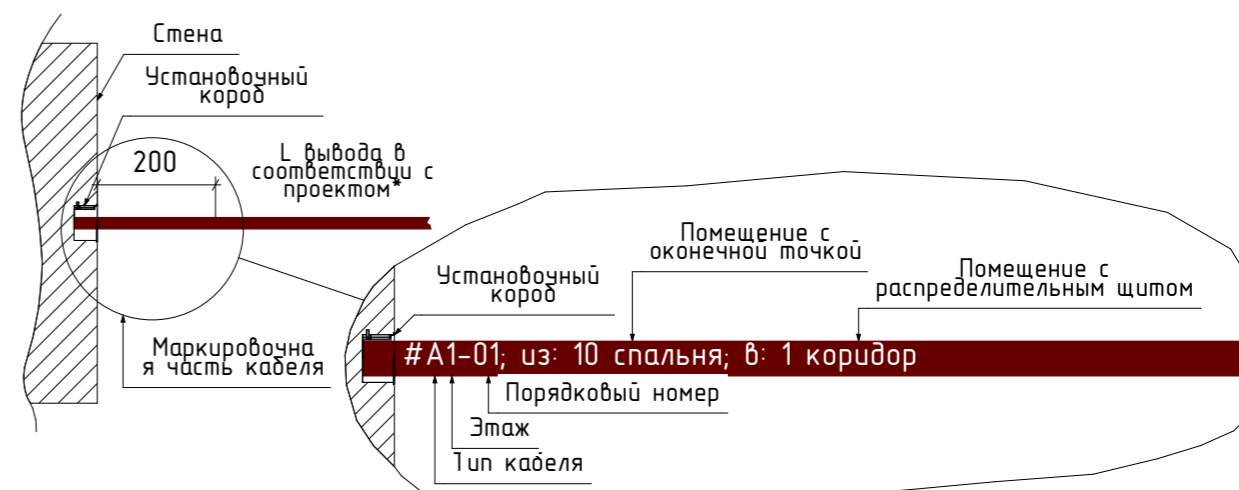 Стена
Установочный
короб
200
L вывода в
соответствии с
проектом*
Маркировочна
я часть кабеля
Помещение с
оконечной точкой
Помещение с
распределительным щитом
Установочный
короб
#А1-01; из: 10 спальня; в: 1 коридор
Порядковый номер
Этаж
Тип кабеля